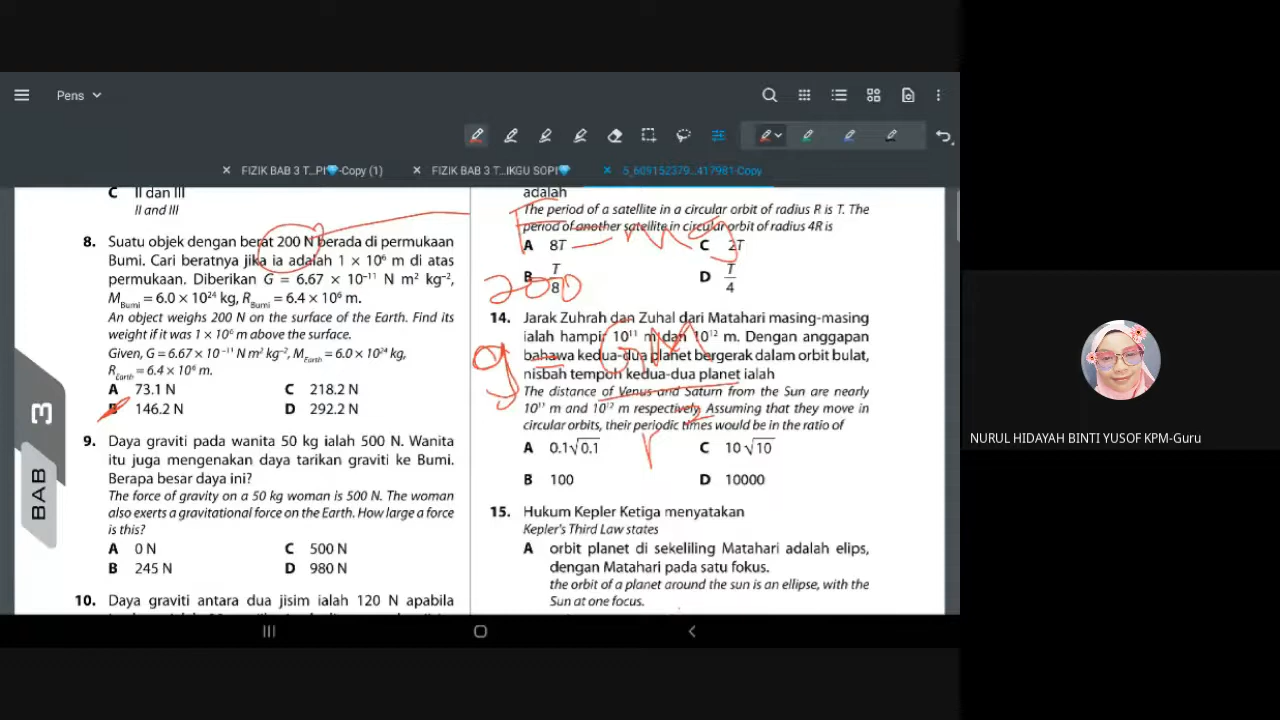 Pens
FIZIK BAB 3 T...PI💎-Copy (1)
FIZIK BAB 3 T...IKGU SOPI💎
5_609152379...417981-Copy
C II dan III
II and III
8. Suatu objek dengan berat 200 N berada di permukaan
Bumi. Cari beratnya jika ia adalah 1 × 10⁶ m di atas
permukaan. Diberikan G = 6.67 × 10⁻¹¹ N m² kg⁻²,
M_Bumi = 6.0 × 10²⁴ kg, R_Bumi = 6.4 × 10⁶ m.
An object weighs 200 N on the surface of the Earth. Find its
weight if it was 1 × 10⁶ m above the surface.
Given, G = 6.67 × 10⁻¹¹ N m² kg⁻², M_Earth = 6.0 × 10²⁴ kg,
R_Earth = 6.4 × 10⁶ m.
A 73.1 N C 218.2 N
B 146.2 N D 292.2 N
BAB 3
9. Daya graviti pada wanita 50 kg ialah 500 N. Wanita
itu juga mengenakan daya tarikan graviti ke Bumi.
Berapa besar daya ini?
The force of gravity on a 50 kg woman is 500 N. The woman
also exerts a gravitational force on the Earth. How large a force
is this?
A 0 N C 500 N
B 245 N D 980 N
10. Daya graviti antara dua jisim ialah 120 N apabila
adalah
The period of a satellite in a circular orbit of radius R is T. The
period of another satellite in circular orbit of radius 4R is
A 8T C 2T
B T/8 D T/4
F = mg
200
g = GM/r²
14. Jarak Zuhrah dan Zuhal dari Matahari masing-masing
ialah hampir 10¹¹ m dan 10¹² m. Dengan anggapan
bahawa kedua-dua planet bergerak dalam orbit bulat,
nisbah tempoh kedua-dua planet ialah
The distance of Venus and Saturn from the Sun are nearly
10¹¹ m and 10¹² m respectively. Assuming that they move in
circular orbits, their periodic times would be in the ratio of
A 0.1√0.1 C 10√10
B 100 D 10000
15. Hukum Kepler Ketiga menyatakan
Kepler's Third Law states
A orbit planet di sekeliling Matahari adalah elips,
dengan Matahari pada satu fokus.
the orbit of a planet around the sun is an ellipse, with the
Sun at one focus.
NURUL HIDAYAH BINTI YUSOF KPM-Guru